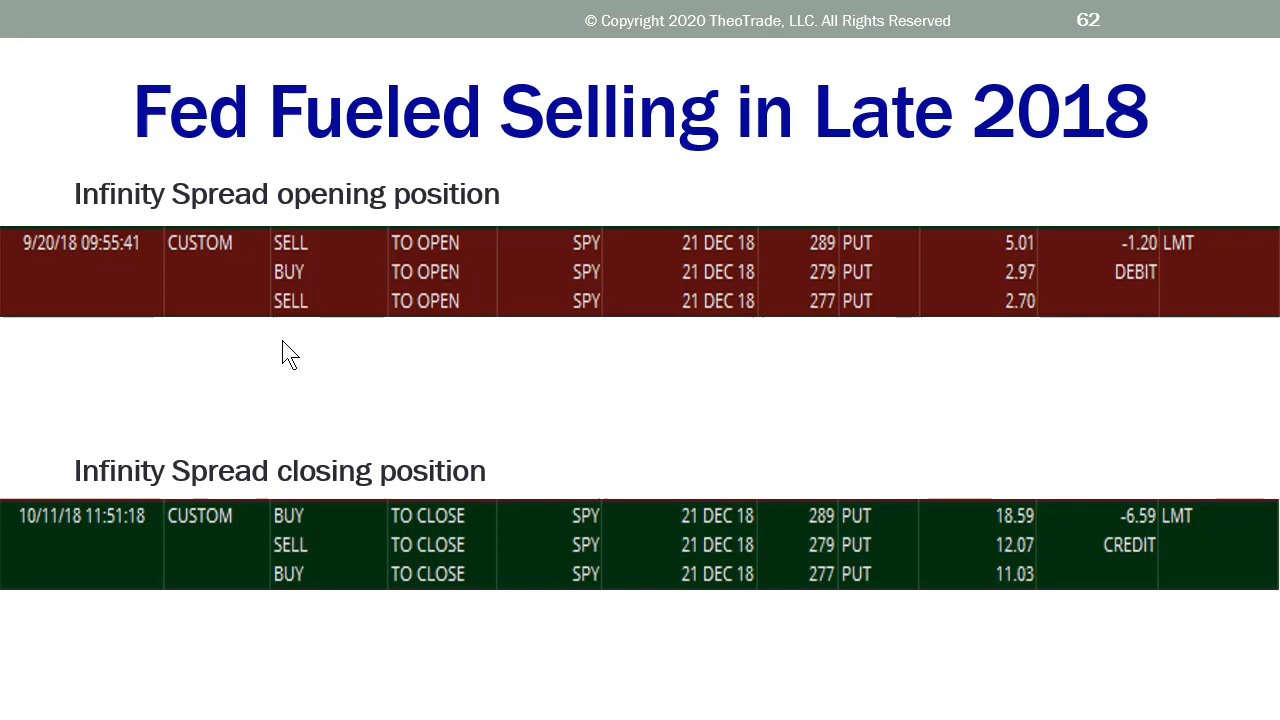 © Copyright 2020 TheoTrade, LLC. All Rights Reserved 62
Fed Fueled Selling in Late 2018
Infinity Spread opening position
9/20/18 09:55:41 CUSTOM SELL TO OPEN SPY 21 DEC 18 289 PUT 5.01 -1.20 LMT
BUY TO OPEN SPY 21 DEC 18 279 PUT 2.97 DEBIT
SELL TO OPEN SPY 21 DEC 18 277 PUT 2.70
Infinity Spread closing position
10/11/18 11:51:18 CUSTOM BUY TO CLOSE SPY 21 DEC 18 289 PUT 18.59 -6.59 LMT
SELL TO CLOSE SPY 21 DEC 18 279 PUT 12.07 CREDIT
BUY TO CLOSE SPY 21 DEC 18 277 PUT 11.03